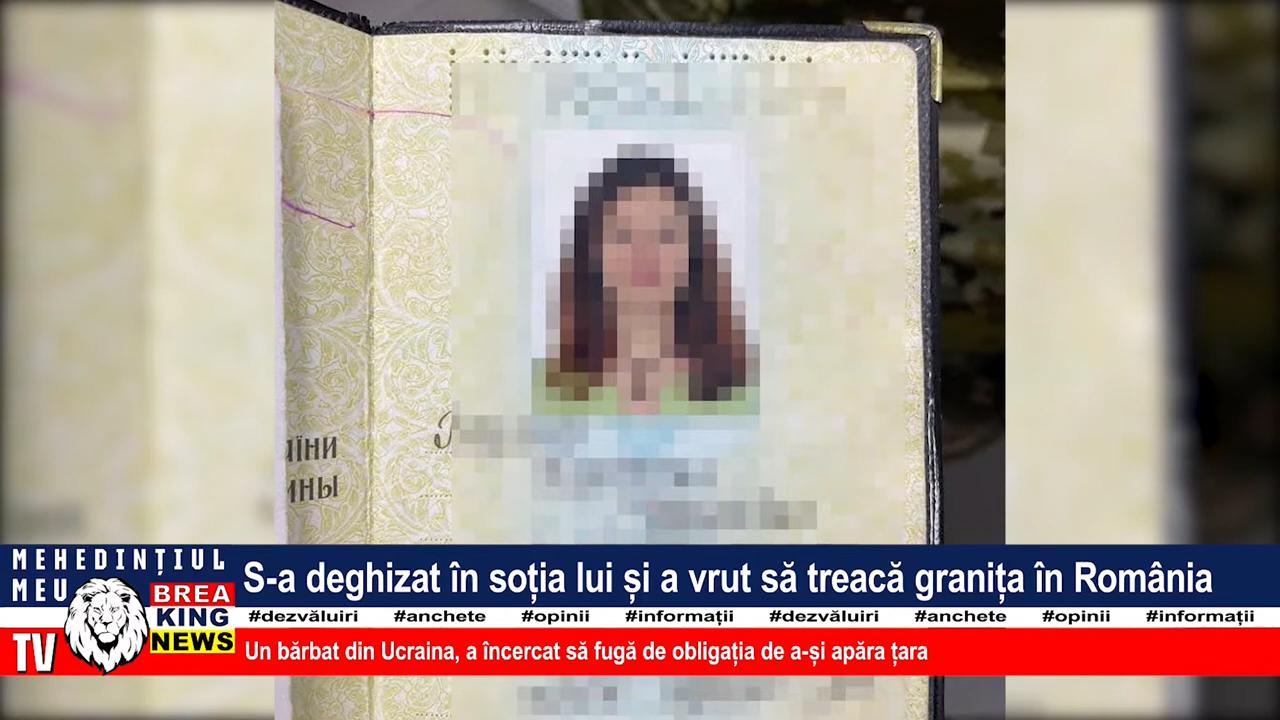 аїни
ины
MEHEDINȚIUL
MEU
TV
BREA
KING
NEWS
S-a deghizat în soția lui și a vrut să treacă granița în România
#dezvăluiri #anchete #opinii #informații #dezvăluiri #anchete #opinii #informații
Un bărbat din Ucraina, a încercat să fugă de obligația de a-și apăra țara